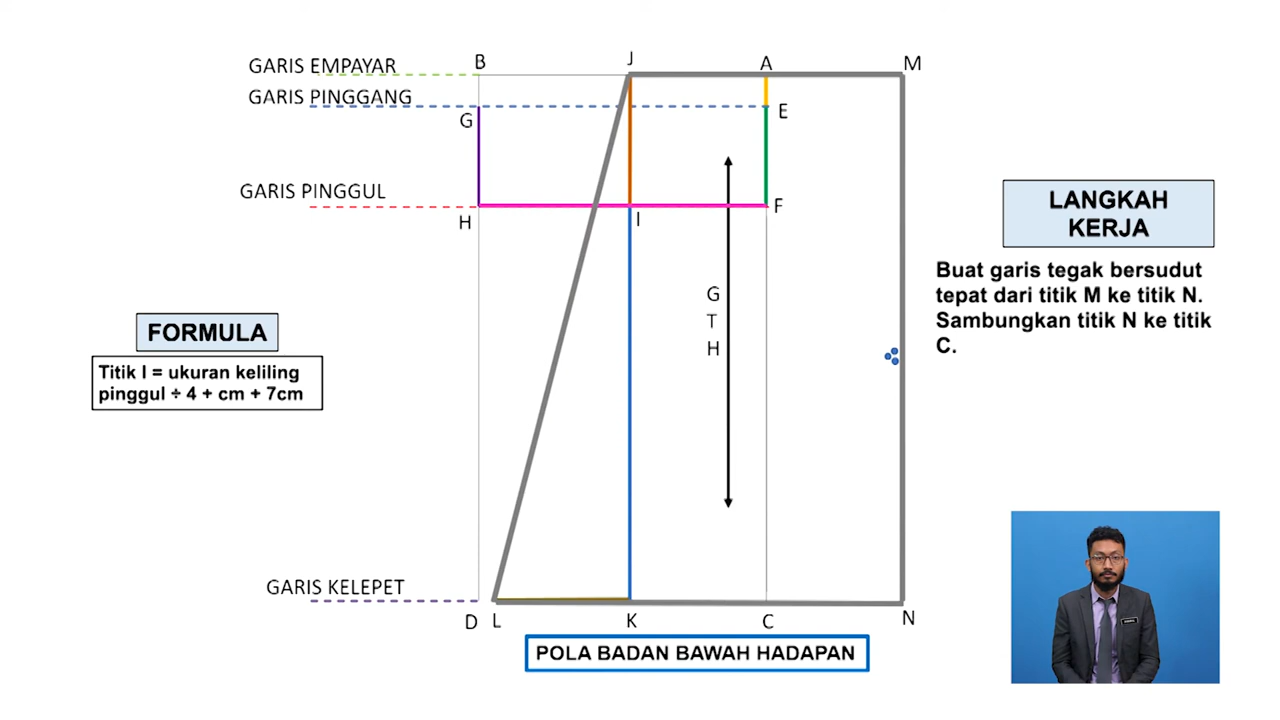 GARIS EMPAYAR
B
J
A
M
GARIS PINGGANG
G
E
GARIS PINGGUL
H
I
F
LANGKAH
KERJA
Buat garis tegak bersudut
tepat dari titik M ke titik N.
Sambungkan titik N ke titik
C.
G
T
H
FORMULA
Titik I = ukuran keliling
pinggul ÷ 4 + cm + 7cm
GARIS KELEPET
D
L
K
C
N
POLA BADAN BAWAH HADAPAN